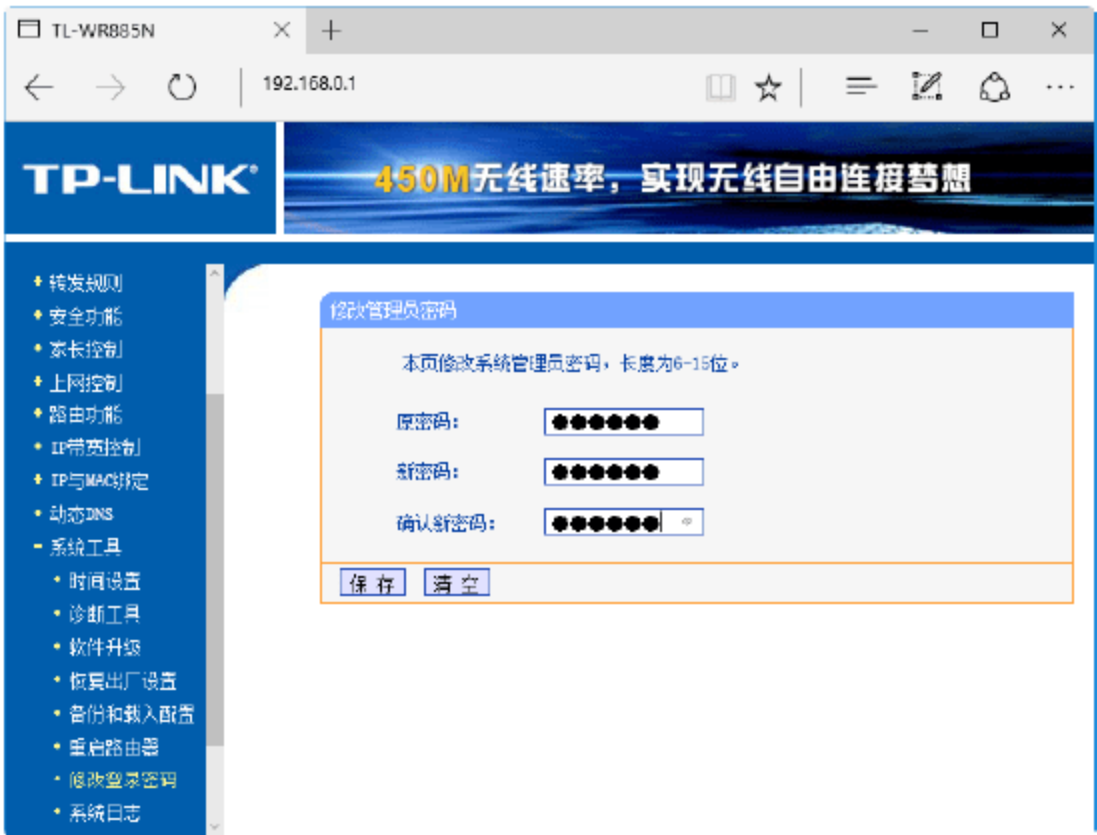 TL-WR885N
192.168.0.1
TP-LINK®
450M无线速率，实现无线自由连接梦想
转发规则
安全功能
家长控制
上网控制
路由功能
IP带宽控制
IP与MAC绑定
动态DNS
系统工具
时间设置
诊断工具
软件升级
恢复出厂设置
备份和载入配置
重启路由器
修改登录密码
系统日志
修改管理员密码
本页修改系统管理员密码，长度为6-15位。
原密码：
新密码：
确认新密码：
保 存 清 空